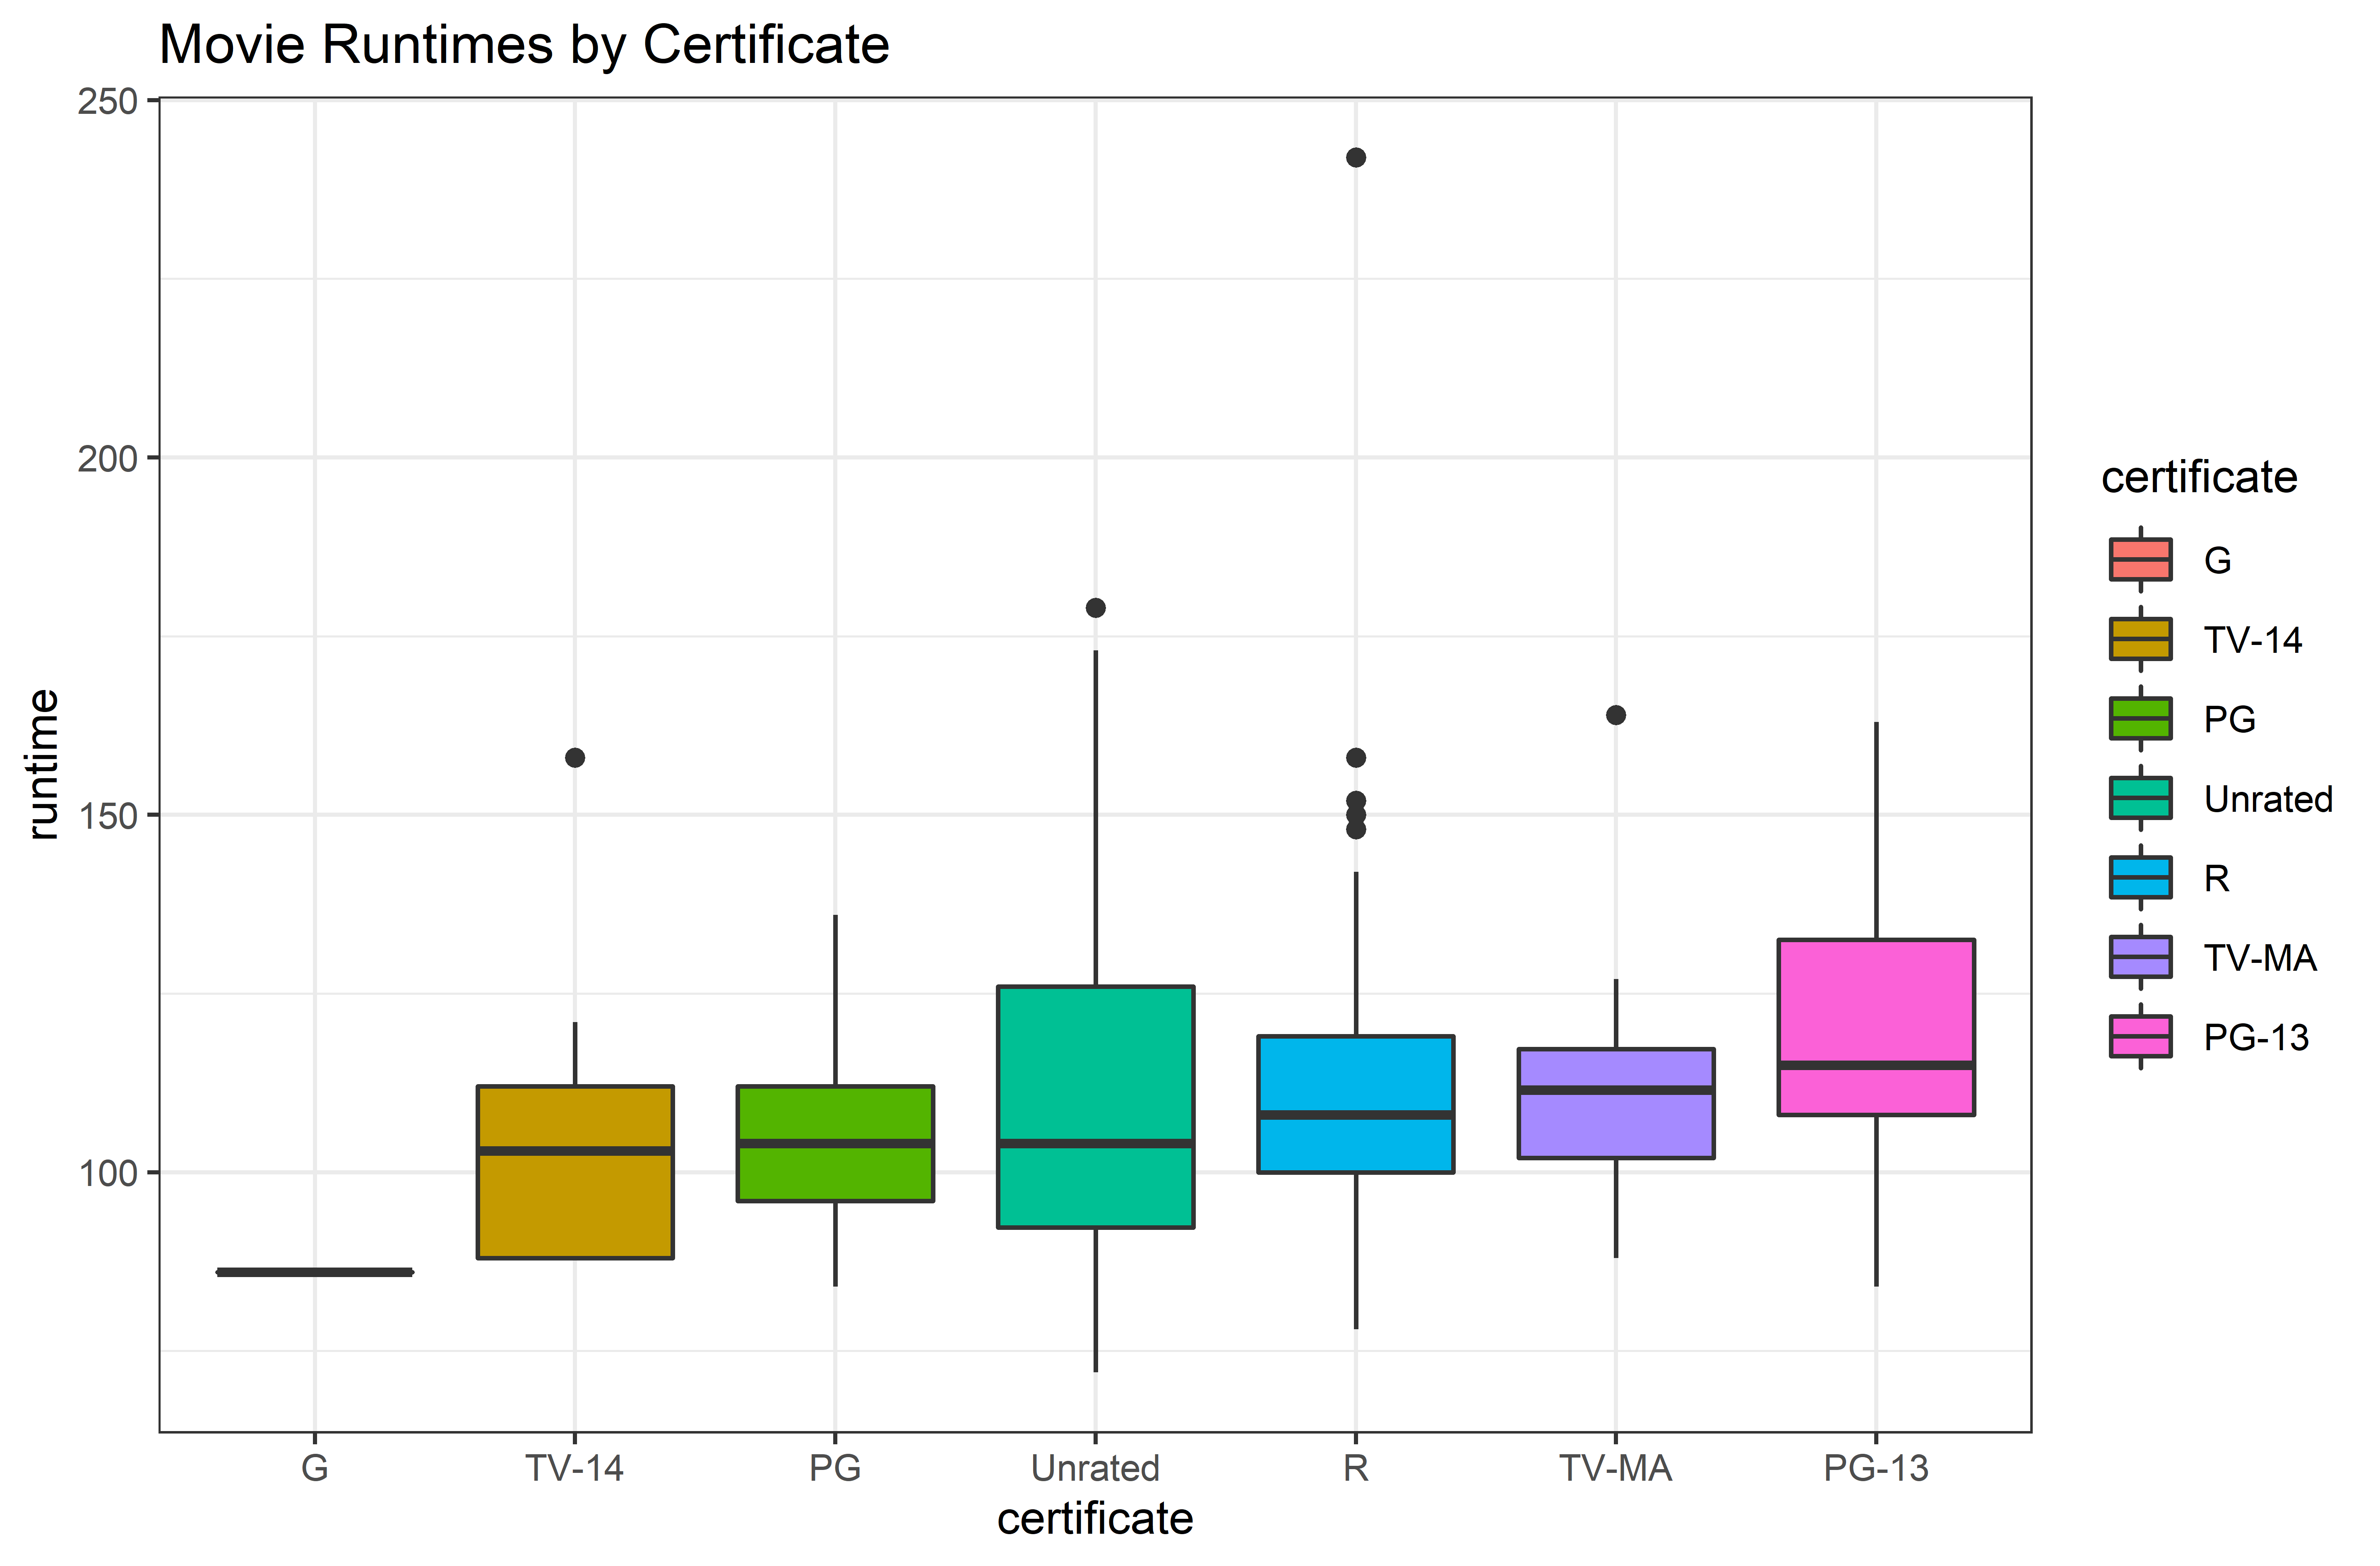 Movie Runtimes by Certificate
250
200
150
100
runtime
G
TV-14
PG
Unrated
R
TV-MA
PG-13
certificate
certificate
G
TV-14
PG
Unrated
R
TV-MA
PG-13